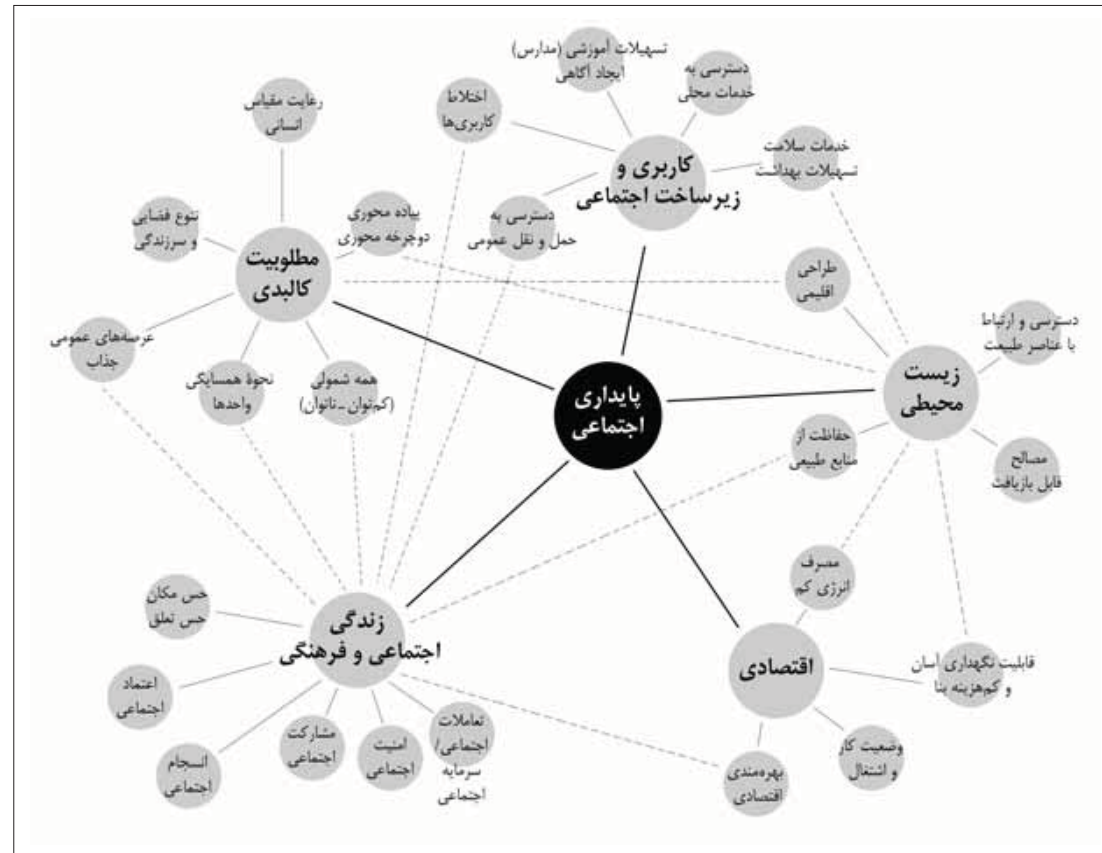 تسهیلات آموزشی (مدارس)
ایجاد آگاهی
دسترسی به
خدمات محلی
اختلاط
کاربری‌ها
رعایت مقیاس
انسانی
خدمات سلامت
تسهیلات بهداشت
کاربری و
زیرساخت اجتماعی
دسترسی به
حمل و نقل عمومی
پیاده محوری
دوچرخه محوری
تنوع فضایی
و سرزندگی
مطلوبیت
کالبدی
طراحی
اقلیمی
دسترسی و ارتباط
با عناصر طبیعت
عرصه‌های عمومی
جذاب
نحوهٔ همسایگی
واحدها
همه شمولی
(کم‌توان-ناتوان)
پایداری
اجتماعی
زیست
محیطی
حفاظت از
منابع طبیعی
مصالح
قابل بازیافت
مصرف
انرژی کم
حس مکان
حس تعلق
زندگی
اجتماعی و فرهنگی
اقتصادی
قابلیت نگهداری آسان
و کم‌هزینه بنا
اعتماد
اجتماعی
انسجام
اجتماعی
مشارکت
اجتماعی
امنیت
اجتماعی
تعاملات
اجتماعی/
سرمایه
اجتماعی
بهره‌مندی
اقتصادی
وضعیت کار
و اشتغال